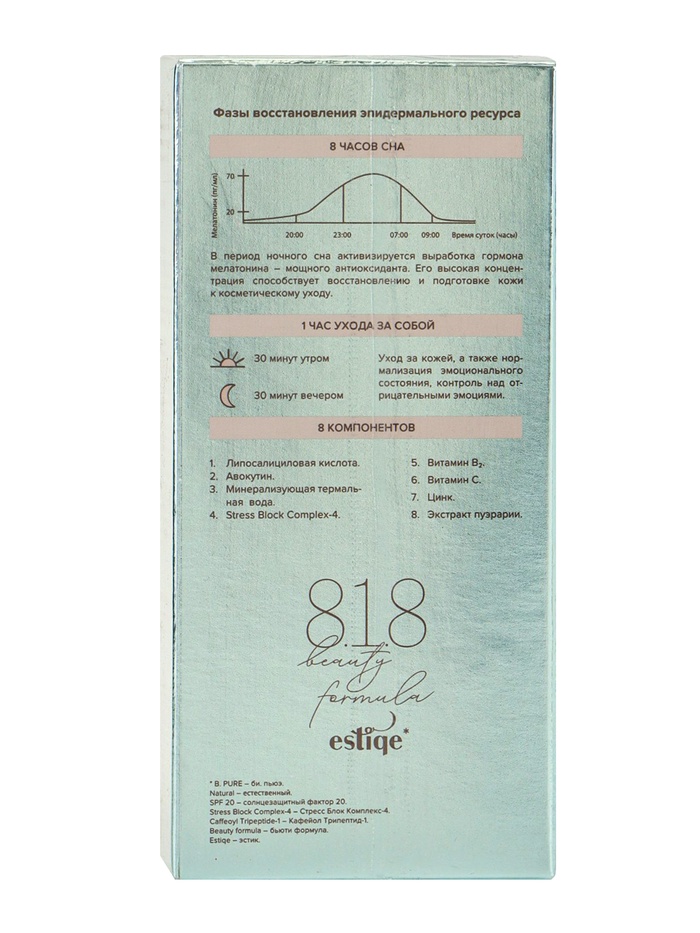 Фазы восстановления эпидермального ресурса
8 ЧАСОВ СНА
Мелатонин (пг/мл)
70
20
20:00 23:00 07:00 09:00 Время суток (часы)
В период ночного сна активизируется выработка гормона
мелатонина – мощного антиоксиданта. Его высокая концен-
трация способствует восстановлению и подготовке кожи
к косметическому уходу.
1 ЧАС УХОДА ЗА СОБОЙ
30 минут утром
30 минут вечером
Уход за кожей, а также нор-
мализация эмоционального
состояния, контроль над от-
рицательными эмоциями.
8 КОМПОНЕНТОВ
1. Липосалициловая кислота.
2. Авокутин.
3. Минерализующая термаль-
ная вода.
4. Stress Block Complex-4.
5. Витамин B₂.
6. Витамин С.
7. Цинк.
8. Экстракт пуэрарии.
8.1.8
beauty
formula
estiqe*
* B. PURE – би. пьюэ.
Natural – естественный.
SPF 20 – солнцезащитный фактор 20.
Stress Block Complex-4 – Стресс Блок Комплекс-4.
Caffeoyl Tripeptide-1 – Кафейол Трипептид-1.
Beauty formula – бьюти формула.
Estiqe – эстик.